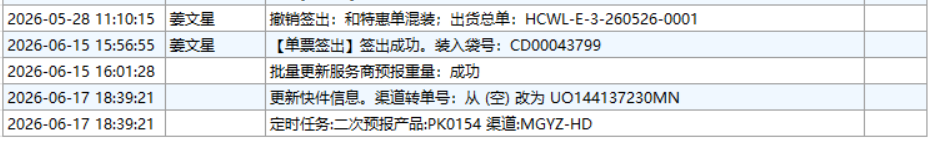 2026-05-28 11:10:15 姜文星 撤销签出：和特惠单混装；出货总单：HCWL-E-3-260526-0001
2026-06-15 15:56:55 姜文星 【单票签出】签出成功。装入袋号：CD00043799
2026-06-15 16:01:28 批量更新服务商预报重量：成功
2026-06-17 18:39:21 更新快件信息。渠道转单号：从 (空) 改为 UO144137230MN
2026-06-17 18:39:21 定时任务:二次预报产品:PK0154 渠道:MGYZ-HD